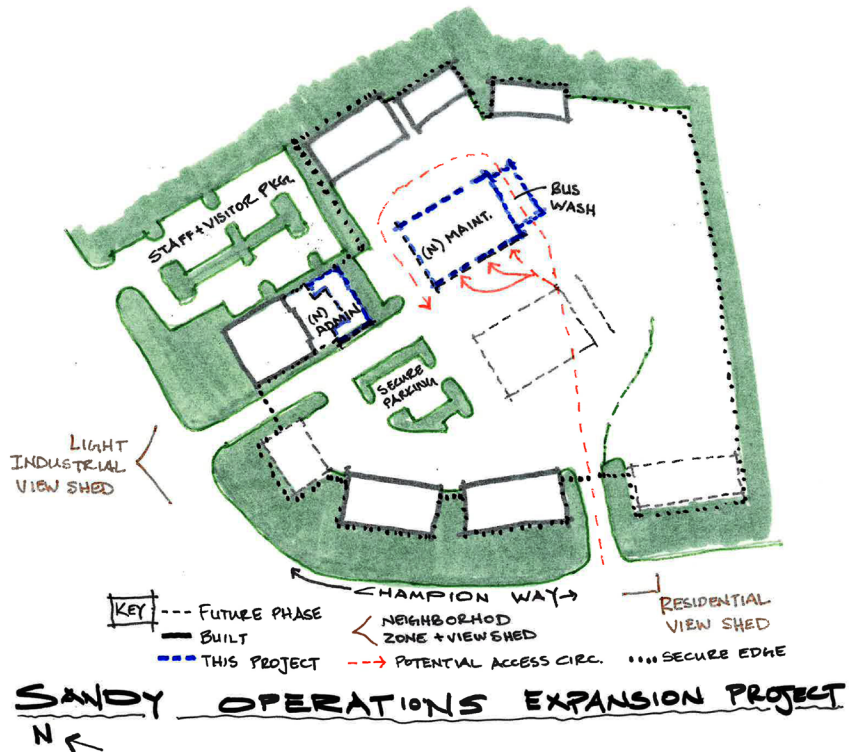 STAFF + VISITOR PKG.
BUS
WASH
(N) MAINT.
(N)
ADMIN.
SECURE
PARKING
LIGHT
INDUSTRIAL
VIEW SHED
CHAMPION WAY
RESIDENTIAL
VIEW SHED
KEY
FUTURE PHASE
BUILT
THIS PROJECT
NEIGHBORHOD
ZONE + VIEWSHED
POTENTIAL ACCESS CIRC.
SECURE EDGE
SANDY OPERATIONS EXPANSION PROJECT
N